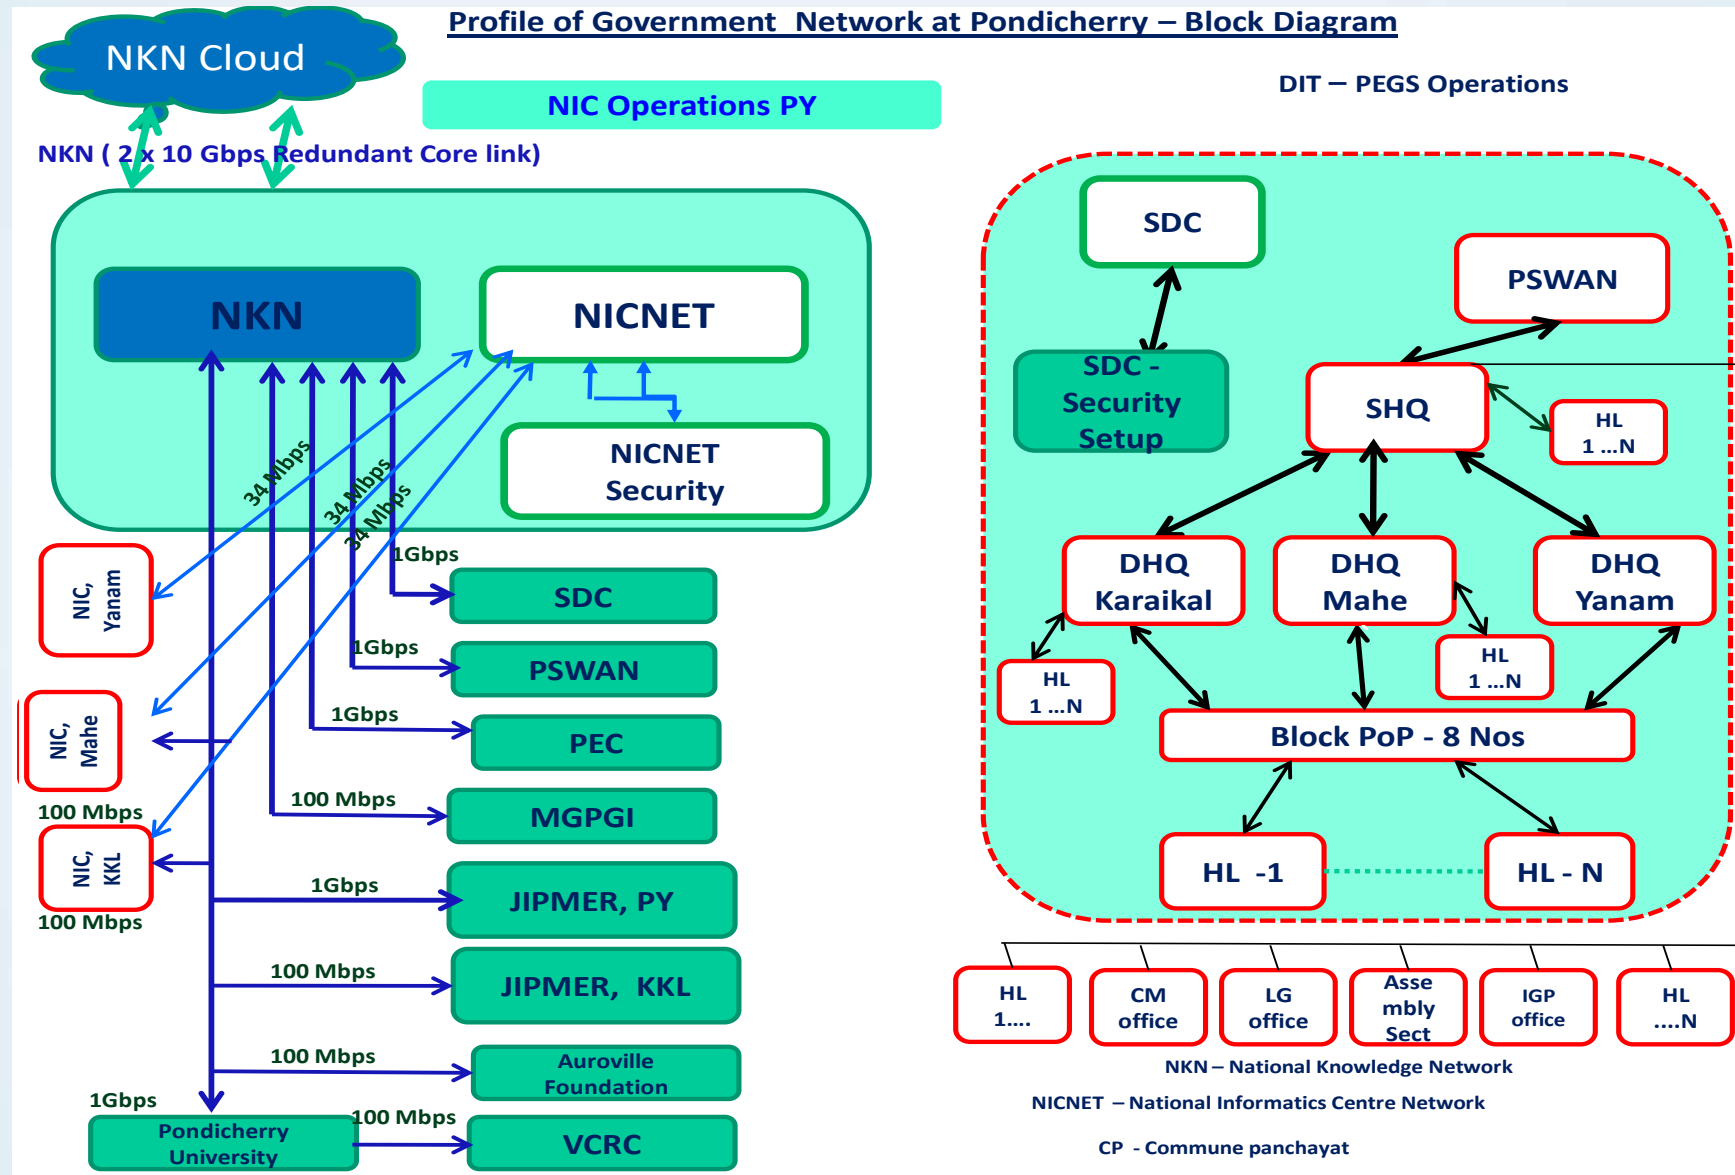 Profile of Government Network at Pondicherry – Block Diagram
NKN Cloud
NIC Operations PY
DIT – PEGS Operations
NKN ( 2 x 10 Gbps Redundant Core link)
NKN
NICNET
NICNET
Security
34 Mbps
34 Mbps
34 Mbps
NIC,
Yanam
NIC,
Mahe
100 Mbps
NIC,
KKL
100 Mbps
1Gbps
SDC
1Gbps
PSWAN
1Gbps
PEC
100 Mbps
MGPGI
1Gbps
JIPMER, PY
100 Mbps
JIPMER, KKL
100 Mbps
Auroville
Foundation
1Gbps
Pondicherry
University
100 Mbps
VCRC
SDC
PSWAN
SDC -
Security
Setup
SHQ
HL
1 ...N
DHQ
Karaikal
DHQ
Mahe
DHQ
Yanam
HL
1 ...N
HL
1 ...N
Block PoP - 8 Nos
HL -1
HL - N
HL
1....
CM
office
LG
office
Asse
mbly
Sect
IGP
office
HL
....N
NKN – National Knowledge Network
NICNET – National Informatics Centre Network
CP - Commune panchayat